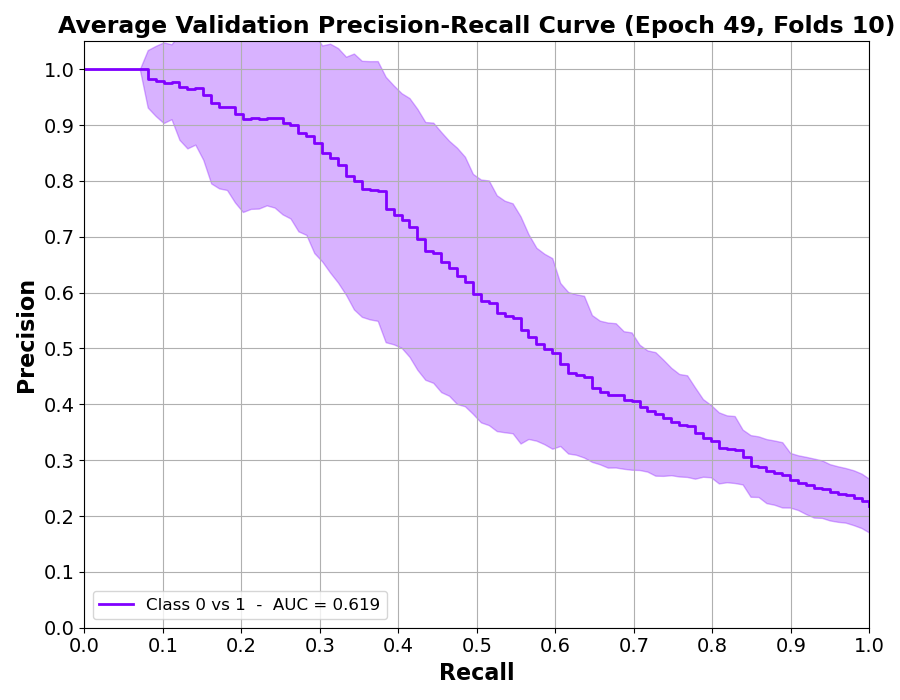 Average Validation Precision-Recall Curve (Epoch 49, Folds 10)
Precision
1.0
0.9
0.8
0.7
0.6
0.5
0.4
0.3
0.2
0.1
0.0
Class 0 vs 1 - AUC = 0.619
0.0 0.1 0.2 0.3 0.4 0.5 0.6 0.7 0.8 0.9 1.0
Recall